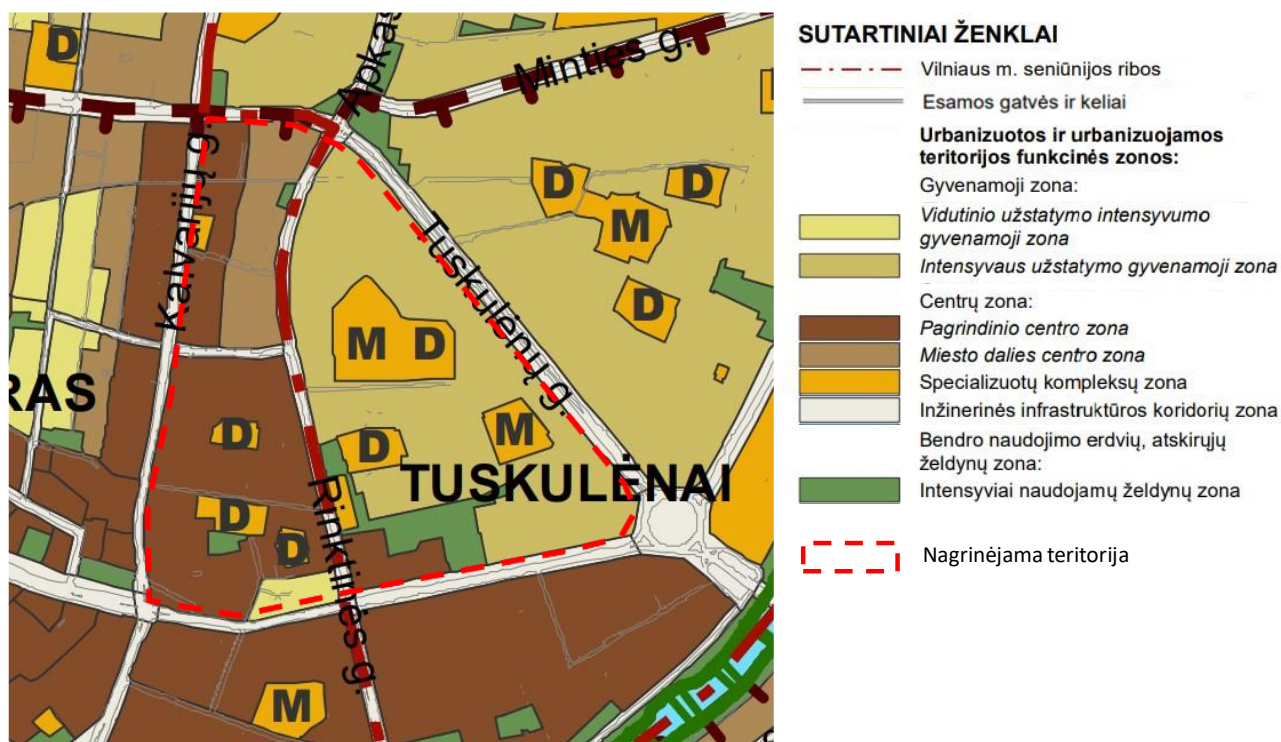 D
Apkas
Minties g.
Kalvarijų g.
Tuskulėnų g.
D
D
M
D
M D
RAS
D
D
M
TUSKULĖNAI
D
D
Rinktinės g.
M
SUTARTINIAI ŽENKLAI
Vilniaus m. seniūnijos ribos
Esamos gatvės ir keliai
Urbanizuotos ir urbanizuojamos
teritorijos funkcinės zonos:
Gyvenamoji zona:
Vidutinio užstatymo intensyvumo
gyvenamoji zona
Intensyvaus užstatymo gyvenamoji zona
Centrų zona:
Pagrindinio centro zona
Miesto dalies centro zona
Specializuotų kompleksų zona
Inžinerinės infrastruktūros koridorių zona
Bendro naudojimo erdvių, atskirųjų
želdynų zona:
Intensyviai naudojamų želdynų zona
Nagrinėjama teritorija